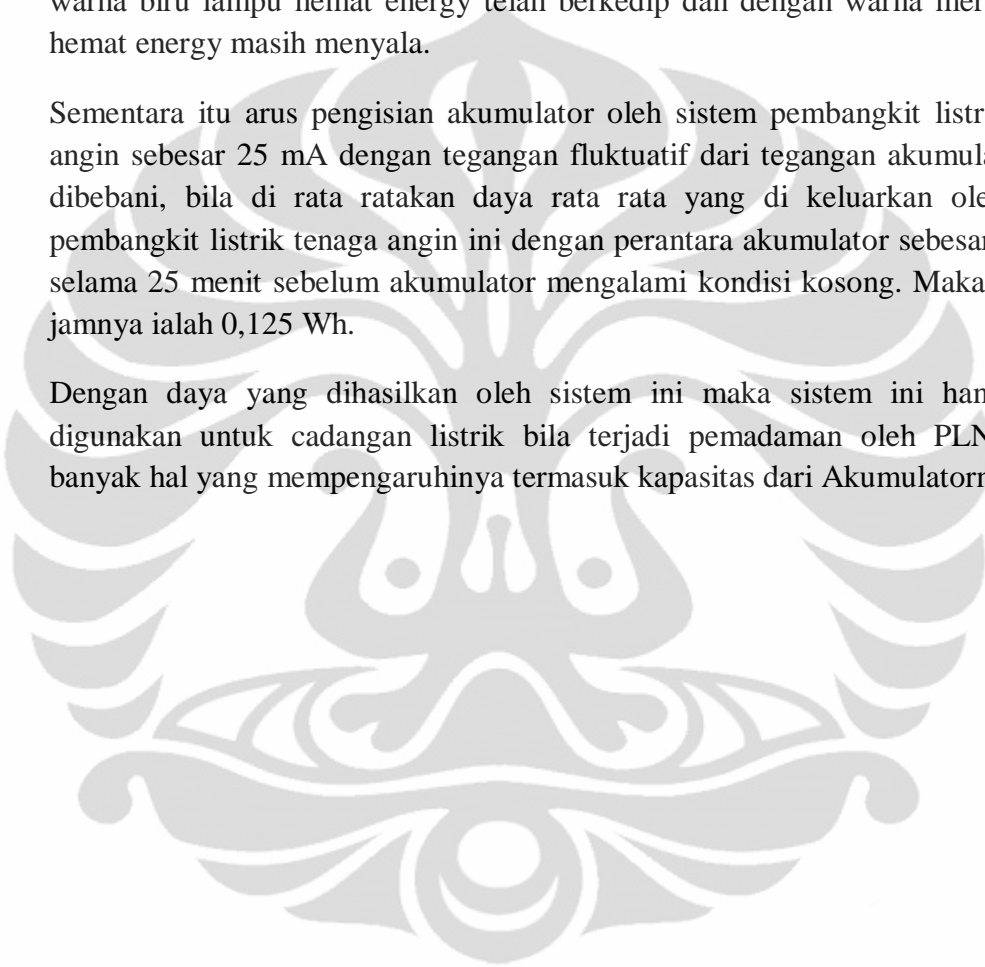 warna biru lampu hemat energy telah berkedip dan dengan warna mer
hemat energy masih menyala.
Sementara itu arus pengisian akumulator oleh sistem pembangkit listr
angin sebesar 25 mA dengan tegangan fluktuatif dari tegangan akumula
dibebani, bila di rata ratakan daya rata rata yang di keluarkan ole
pembangkit listrik tenaga angin ini dengan perantara akumulator sebesar
selama 25 menit sebelum akumulator mengalami kondisi kosong. Maka
jamnya ialah 0,125 Wh.
Dengan daya yang dihasilkan oleh sistem ini maka sistem ini han
digunakan untuk cadangan listrik bila terjadi pemadaman oleh PLN
banyak hal yang mempengaruhinya termasuk kapasitas dari Akumulatorn